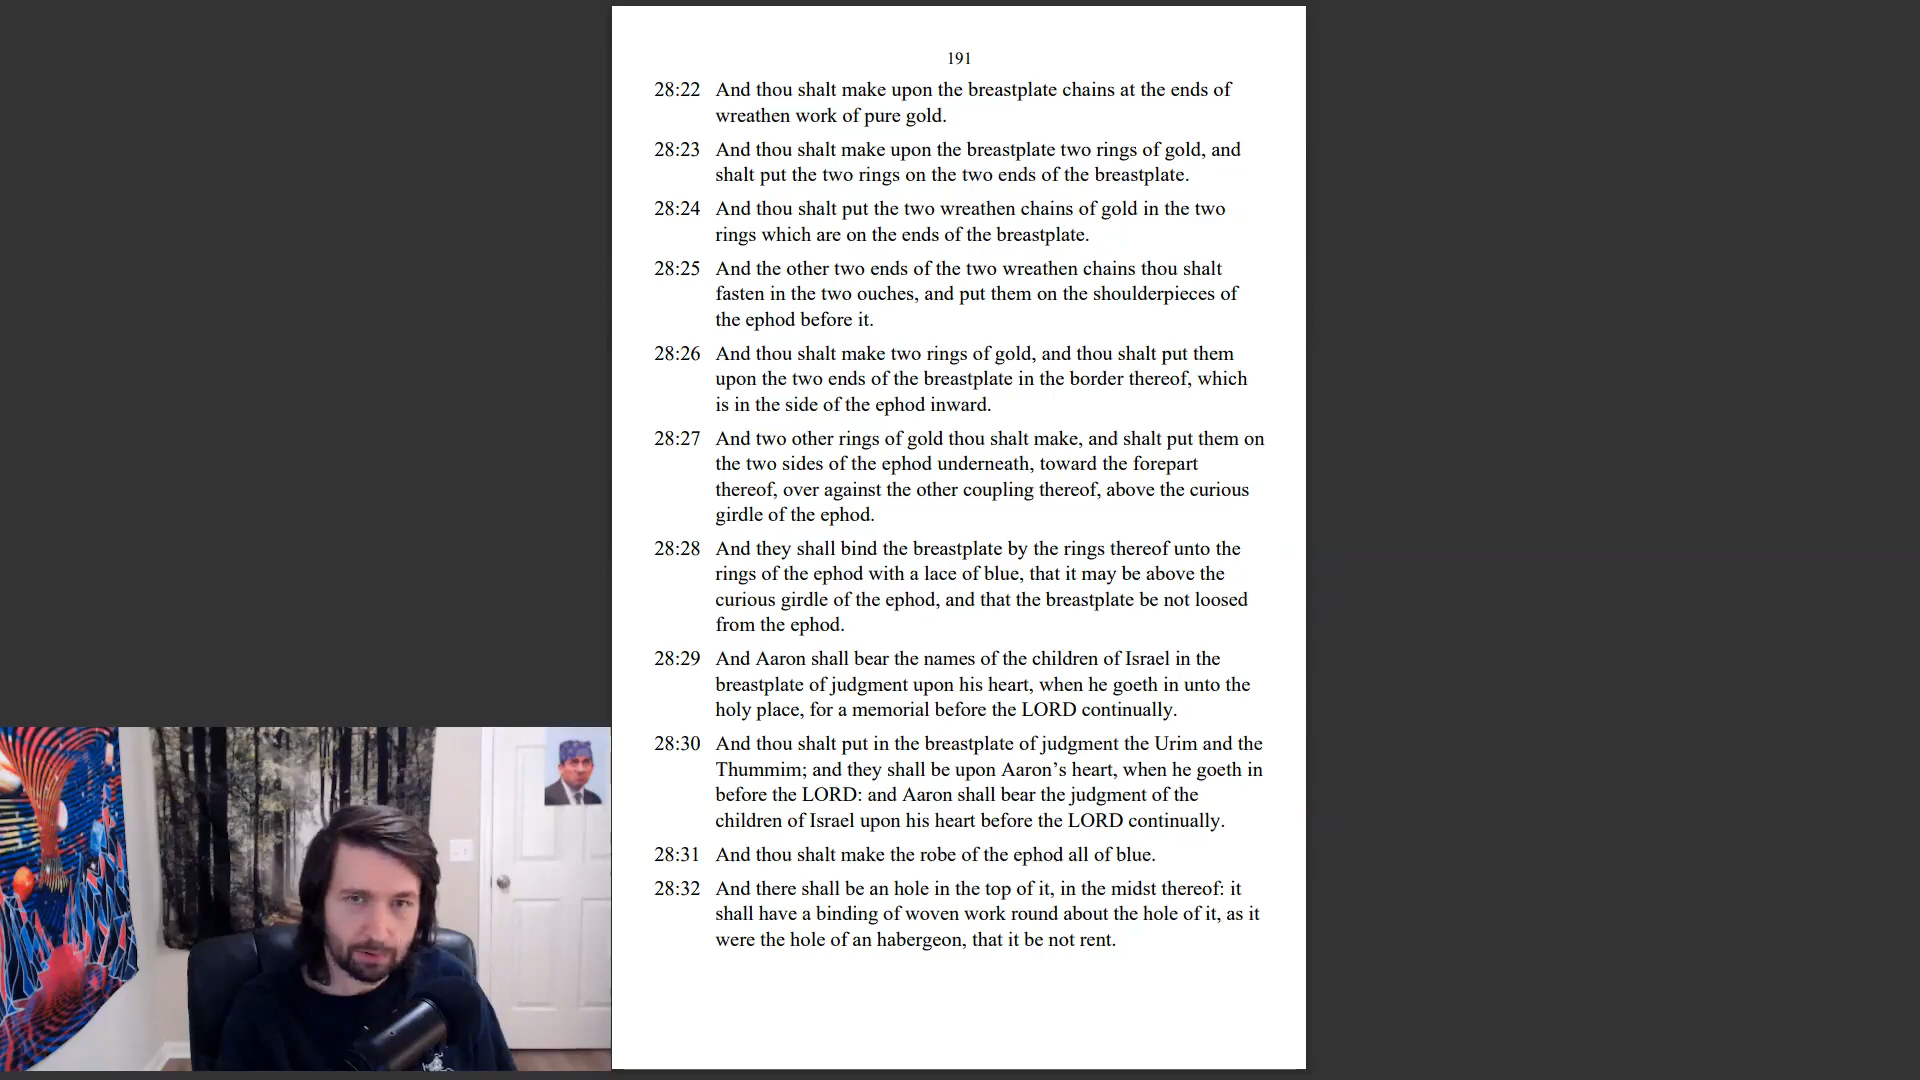 191
28:22 And thou shalt make upon the breastplate chains at the ends of
wreathen work of pure gold.
28:23 And thou shalt make upon the breastplate two rings of gold, and
shalt put the two rings on the two ends of the breastplate.
28:24 And thou shalt put the two wreathen chains of gold in the two
rings which are on the ends of the breastplate.
28:25 And the other two ends of the two wreathen chains thou shalt
fasten in the two ouches, and put them on the shoulderpieces of
the ephod before it.
28:26 And thou shalt make two rings of gold, and thou shalt put them
upon the two ends of the breastplate in the border thereof, which
is in the side of the ephod inward.
28:27 And two other rings of gold thou shalt make, and shalt put them on
the two sides of the ephod underneath, toward the forepart
thereof, over against the other coupling thereof, above the curious
girdle of the ephod.
28:28 And they shall bind the breastplate by the rings thereof unto the
rings of the ephod with a lace of blue, that it may be above the
curious girdle of the ephod, and that the breastplate be not loosed
from the ephod.
28:29 And Aaron shall bear the names of the children of Israel in the
breastplate of judgment upon his heart, when he goeth in unto the
holy place, for a memorial before the LORD continually.
28:30 And thou shalt put in the breastplate of judgment the Urim and the
Thummim; and they shall be upon Aaron’s heart, when he goeth in
before the LORD: and Aaron shall bear the judgment of the
children of Israel upon his heart before the LORD continually.
28:31 And thou shalt make the robe of the ephod all of blue.
28:32 And there shall be an hole in the top of it, in the midst thereof: it
shall have a binding of woven work round about the hole of it, as it
were the hole of an habergeon, that it be not rent.